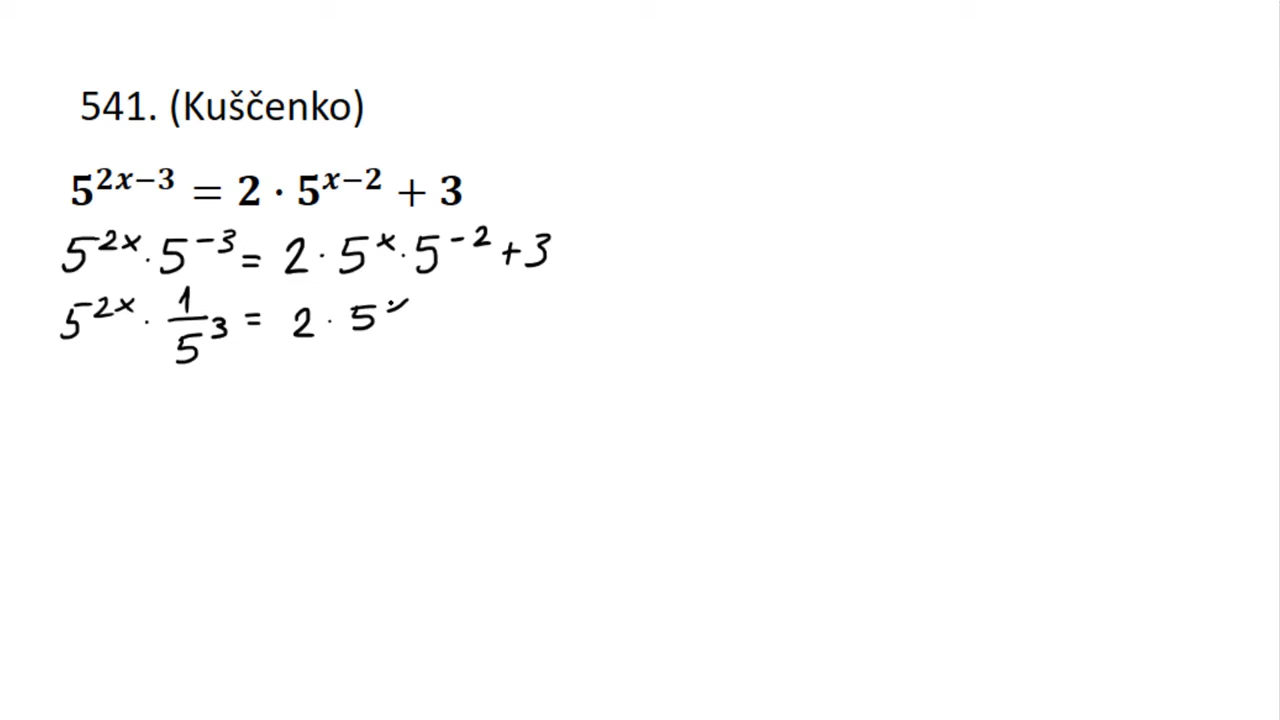 541. (Kuščenko)
5^{2x−3} = 2 · 5^{x−2} + 3
5^{2x} · 5^{−3} = 2 · 5^{x} · 5^{−2} + 3
5^{2x} · \frac{1}{5^{3}} = 2 · 5^{x}